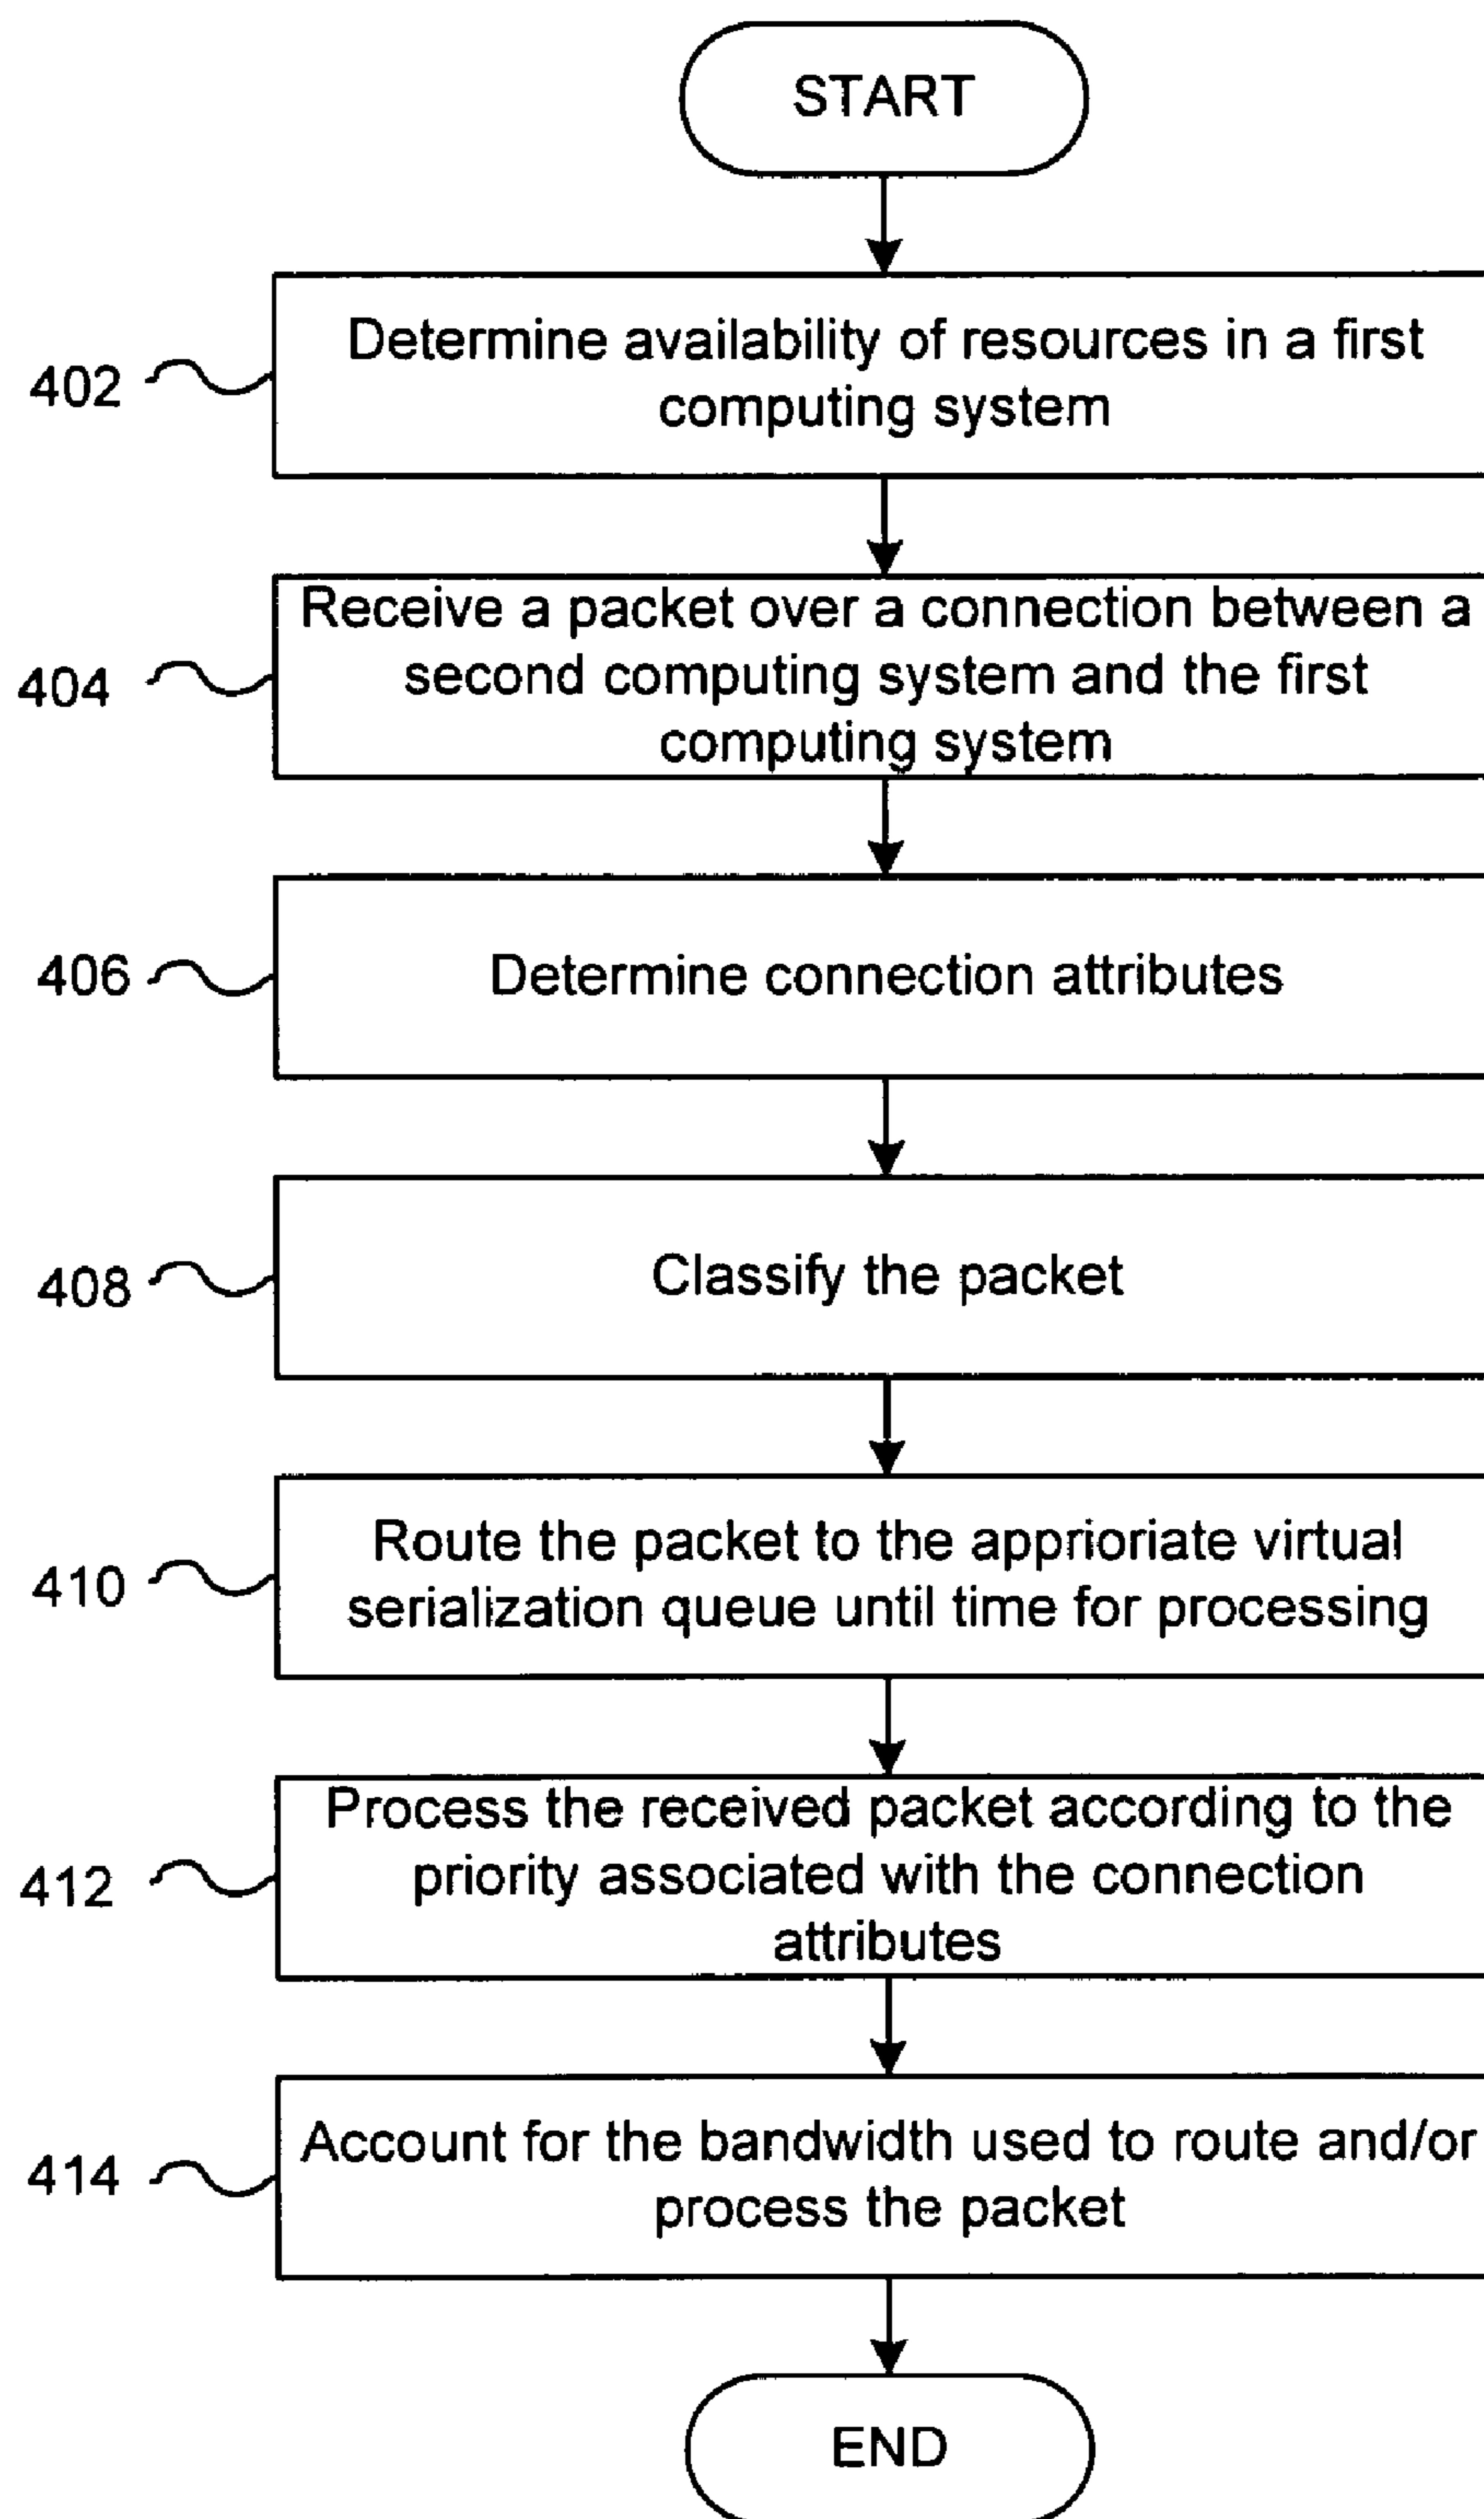 START
402
Determine availability of resources in a first
computing system
404
Receive a packet over a connection between a
second computing system and the first
computing system
406
Determine connection attributes
408
Classify the packet
410
Route the packet to the apprioriate virtual
serialization queue until time for processing
412
Process the received packet according to the
priority associated with the connection
attributes
414
Account for the bandwidth used to route and/or
process the packet
END